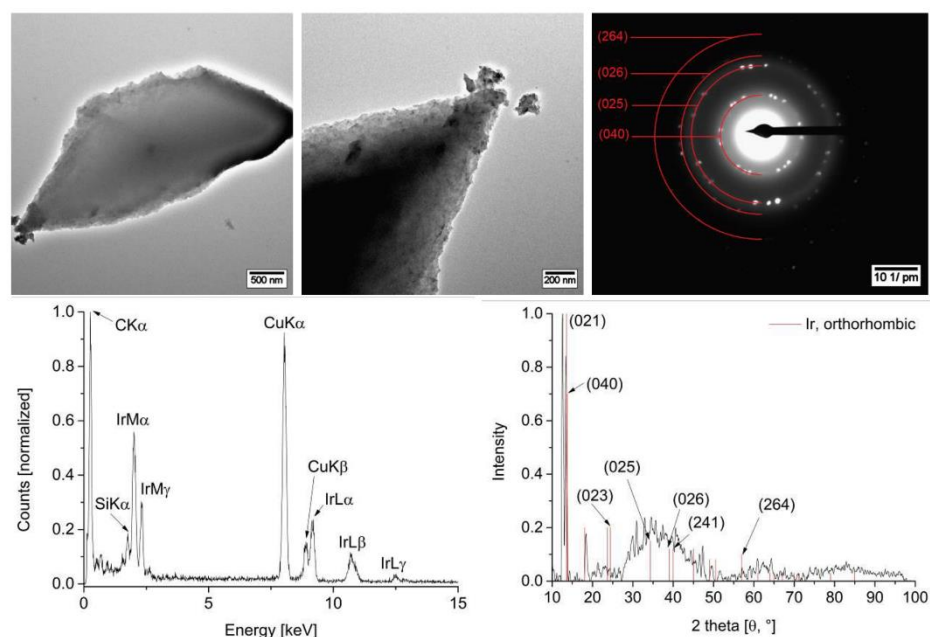 500 nm
200 nm
(264)
(026)
(025)
(040)
10 1/ pm
1.0
0.8
0.6
0.4
0.2
0.0
0
5
10
15
Counts [normalized]
Energy [keV]
CKα
SiKα
IrMα
IrMγ
CuKα
CuKβ
IrLα
IrLβ
IrLγ
1.0
0.8
0.6
0.4
0.2
0.0
10 20 30 40 50 60 70 80 90 100
Intensity
2 theta [θ, °]
Ir, orthorhombic
(021)
(040)
(023)
(025)
(026)
(241)
(264)